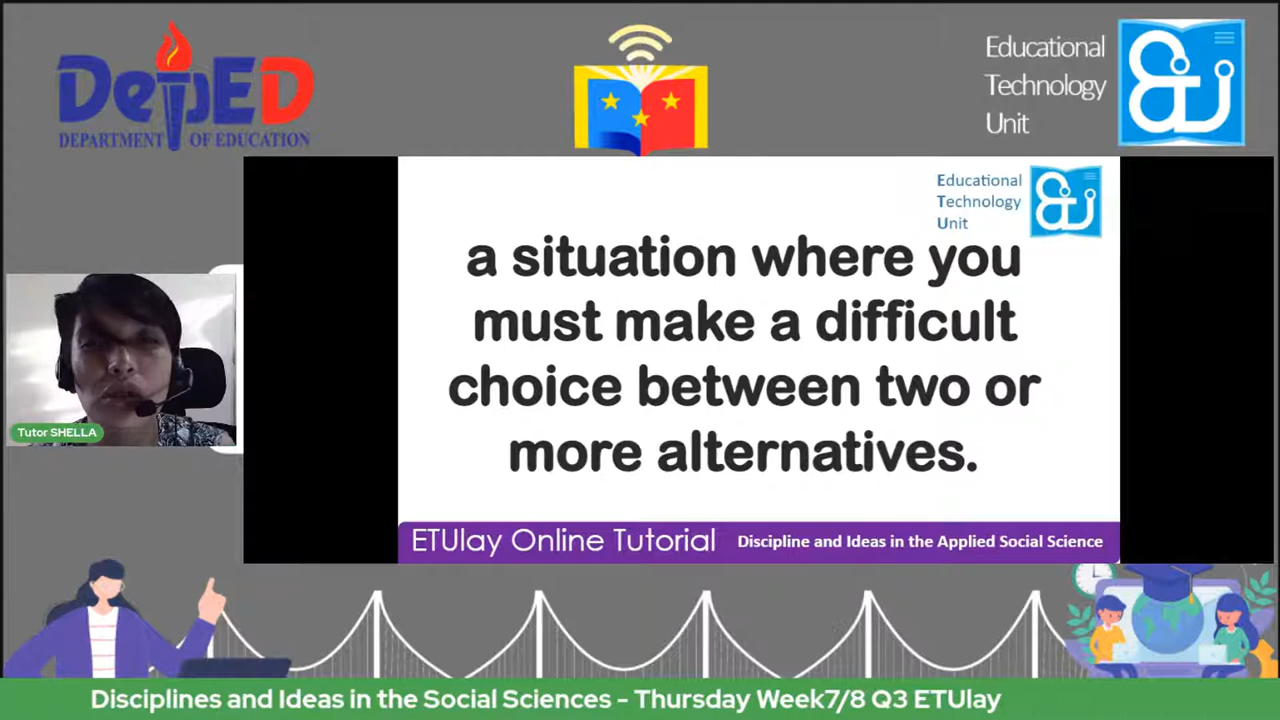 DepED
DEPARTMENT OF EDUCATION
Educational
Technology
Unit
Educational
Technology
Unit
a situation where you
must make a difficult
choice between two or
more alternatives.
Tutor SHELLA
ETUlay Online Tutorial
Discipline and Ideas in the Applied Social Science
Disciplines and Ideas in the Social Sciences - Thursday Week7/8 Q3 ETUlay